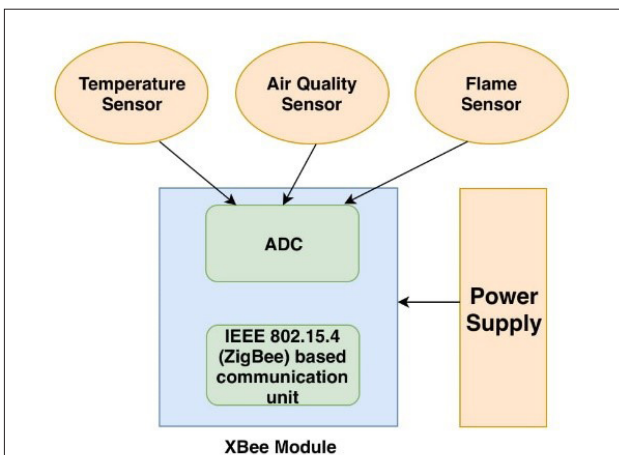 Temperature
Sensor
Air Quality
Sensor
Flame
Sensor
ADC
IEEE 802.15.4
(ZigBee) based
communication
unit
Power
Supply
XBee Module